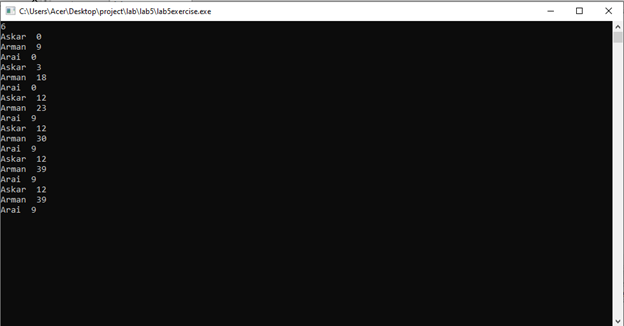 C:\Users\Acer\Desktop\project\lab\lab5\lab5exercise.exe
6
Askar  0
Arman  9
Arai  0
Askar  3
Arman  18
Arai  0
Askar  12
Arman  23
Arai  9
Askar  12
Arman  30
Arai  9
Askar  12
Arman  39
Arai  9
Askar  12
Arman  39
Arai  9